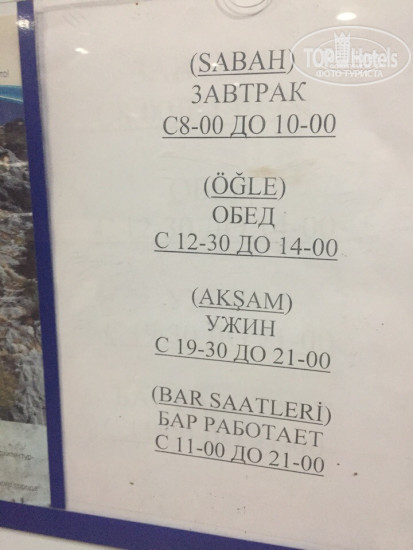 TOPHotels
ФОТО ТУРИСТА
(SABAH)
ЗАВТРАК
С8-00 ДО 10-00
(ÖĞLE)
ОБЕД
С 12-30 ДО 14-00
(AKŞAM)
УЖИН
С 19-30 ДО 21-00
(BAR SAATLERİ)
БАР РАБОТАЕТ
С 11-00 ДО 21-00